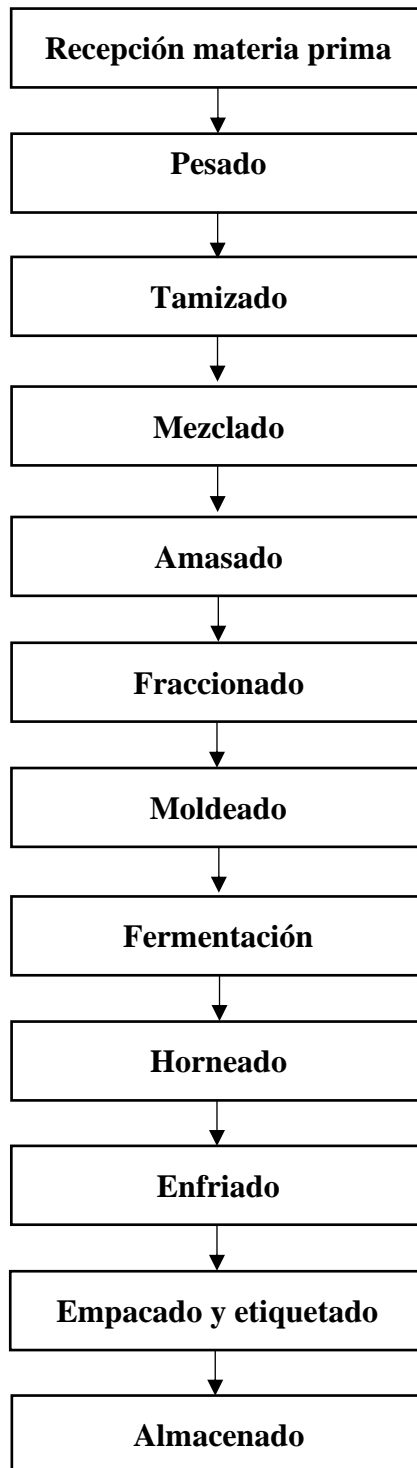 Recepción materia prima
Pesado
Tamizado
Mezclado
Amasado
Fraccionado
Moldeado
Fermentación
Horneado
Enfriado
Empacado y etiquetado
Almacenado